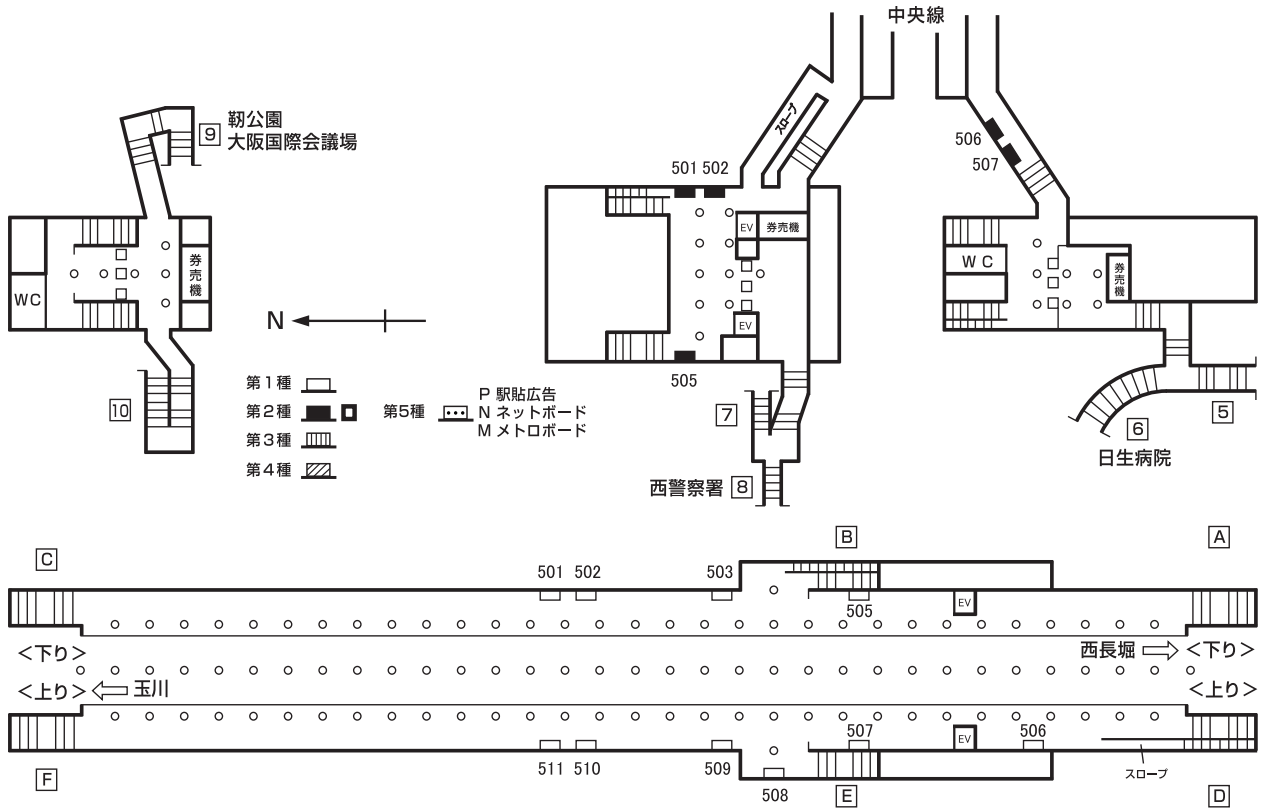 中央線
9
靭公園
大阪国際会議場
スロープ
501 502
506
507
EV
券売機
券売機
WC
WC
券売機
N
EV
505
第1種
第2種
第3種
第4種
第5種
P 駅貼広告
N ネットボード
M メトロボード
10
7
西警察署 8
5
6
日生病院
C
B
A
501 502
503
505
EV
<下り>
西長堀
<下り>
<上り>
玉川
<上り>
507
EV
506
511 510
509
508
スロープ
F
E
D